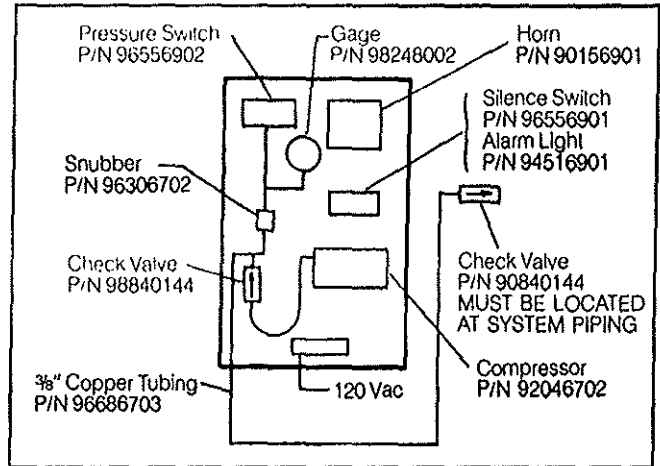 Pressure Switch
P/N 96556902
Gage
P/N 98248002
Horn
P/N 90156901
Silence Switch
P/N 96556901
Alarm Light
P/N 94516901
Snubber
P/N 96306702
Check Valve
P/N 98840144
Check Valve
P/N 90840144
MUST BE LOCATED
AT SYSTEM PIPING
Compressor
P/N 92046702
⅜" Copper Tubing
P/N 96686703
120 Vac